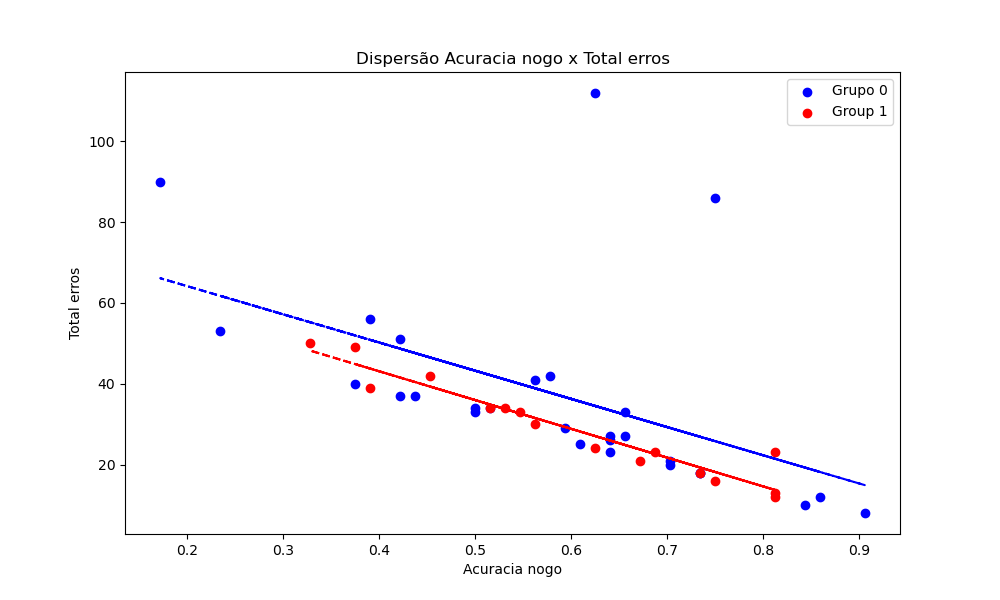 Dispersão Acuracia nogo x Total erros
Grupo 0
Group 1
Total erros
100
80
60
40
20
0.2 0.3 0.4 0.5 0.6 0.7 0.8 0.9
Acuracia nogo